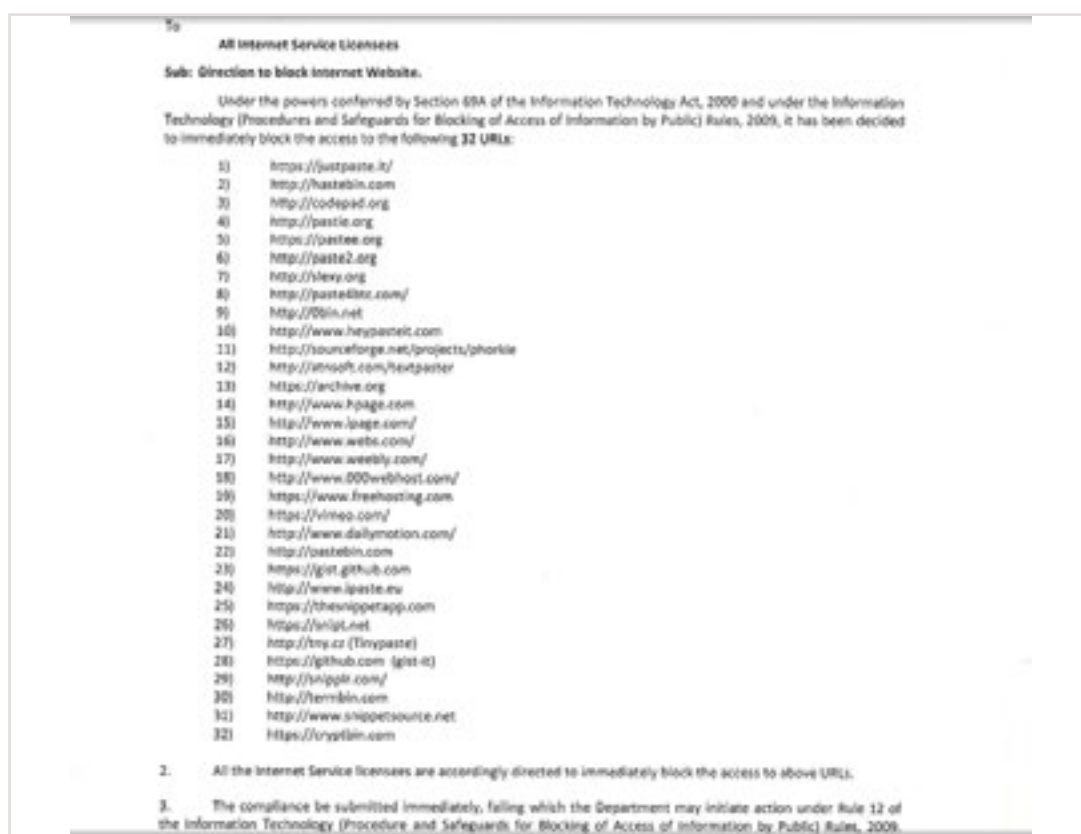 To
All Internet Service Licensees
Sub: Direction to block Internet Website.
Under the powers conferred by Section 69A of the Information Technology Act, 2000 and under the Information
Technology (Procedures and Safeguards for Blocking of Access of Information by Public) Rules, 2009, it has been decided
to immediately block the access to the following 32 URLs:
1) https://justpaste.it/
2) http://hastebin.com
3) http://codepad.org
4) http://pastie.org
5) https://pastee.org
6) http://paste2.org
7) http://slexy.org
8) http://paste4btc.com/
9) http://0bin.net
10) http://www.heypasteit.com
11) http://sourceforge.net/projects/phorkie
12) http://atnsoft.com/textpaster
13) https://archive.org
14) http://www.hpage.com
15) http://www.ipage.com/
16) http://www.webs.com/
17) http://www.weebly.com/
18) http://www.000webhost.com/
19) https://www.freehosting.com
20) https://vimeo.com/
21) http://www.dailymotion.com/
22) http://pastebin.com
23) https://gist.github.com
24) http://www.ipaste.eu
25) https://thesnippetapp.com
26) https://snipt.net
27) http://tny.cz (Tinypaste)
28) https://github.com (gist-it)
29) http://snipplr.com/
30) http://termbin.com
31) http://www.snippetsource.net
32) https://cryptbin.com
2. All the Internet Service licensees are accordingly directed to immediately block the access to above URLs.
3. The compliance be submitted immediately, failing which the Department may initiate action under Rule 12 of
the Information Technology (Procedure and Safeguards for Blocking of Access of Information by Public) Rules, 2009.